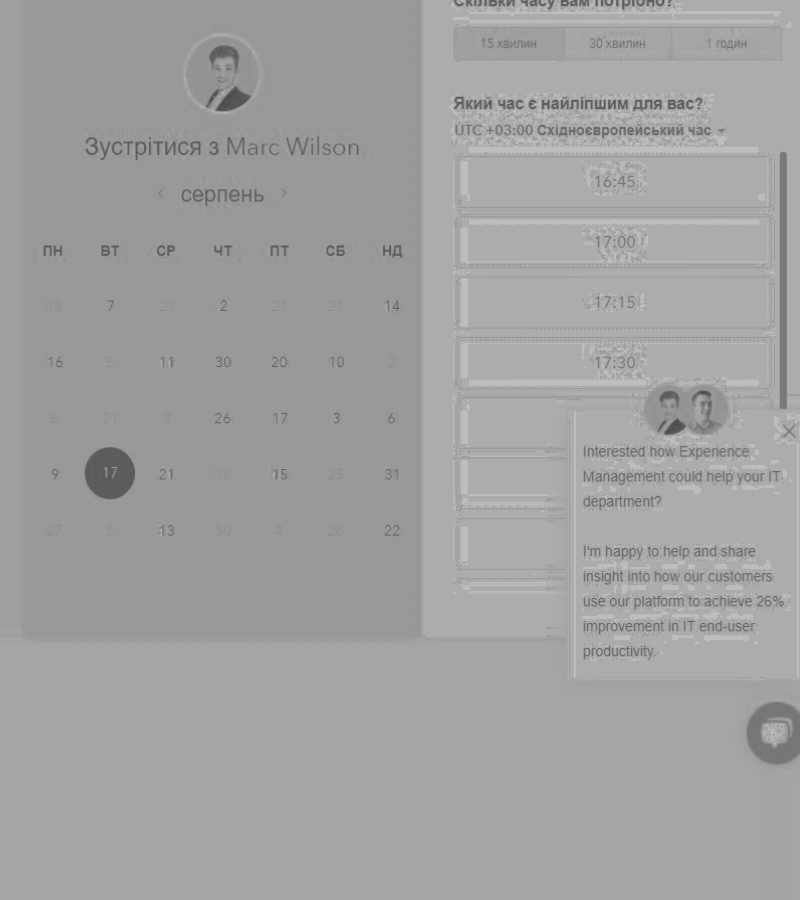 Зустрітися з Marc Wilson
серпень
ПН ВТ СР ЧТ ПТ СБ НД
13 7 23 2 21 21 14
16 5 11 30 20 10 2
6 21 3 26 17 3 6
9 17 21 16 15 25 31
27 5 13 30 4 26 22
Скільки часу вам потрібно?
15 хвилин 30 хвилин 1 годин
Який час є найліпшим для вас?
UTC +03:00 Східноєвропейський час
16:45
17:00
17:15
17:30
Interested how Experience
Management could help your IT
department?
I'm happy to help and share
insight into how our customers
use our platform to achieve 26%
improvement in IT end-user
productivity.